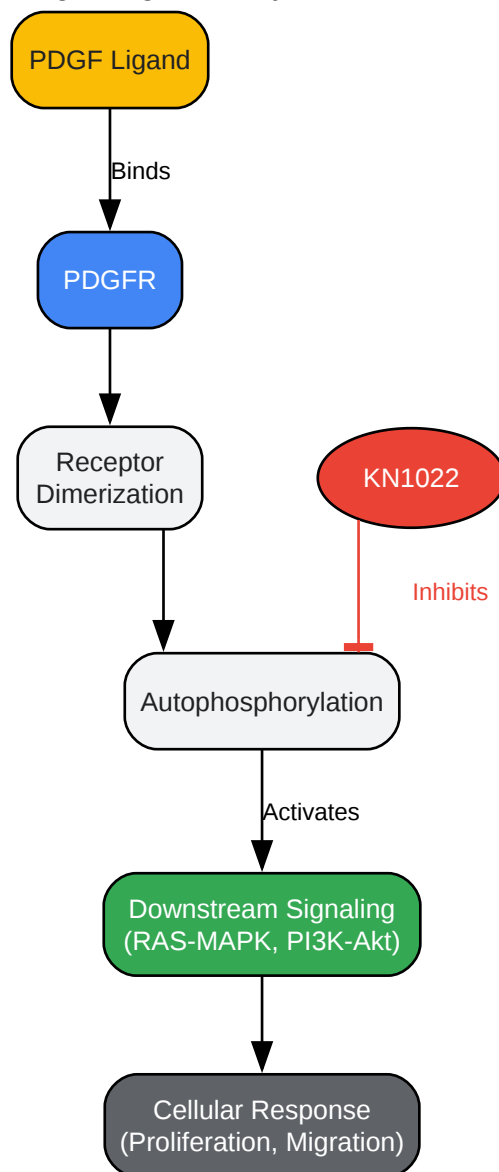 PDGF Ligand
Binds
PDGFR
Receptor
Dimerization
KN1022
Inhibits
Autophosphorylation
Activates
Downstream Signaling
(RAS-MAPK, PI3K-Akt)
Cellular Response
(Proliferation, Migration)